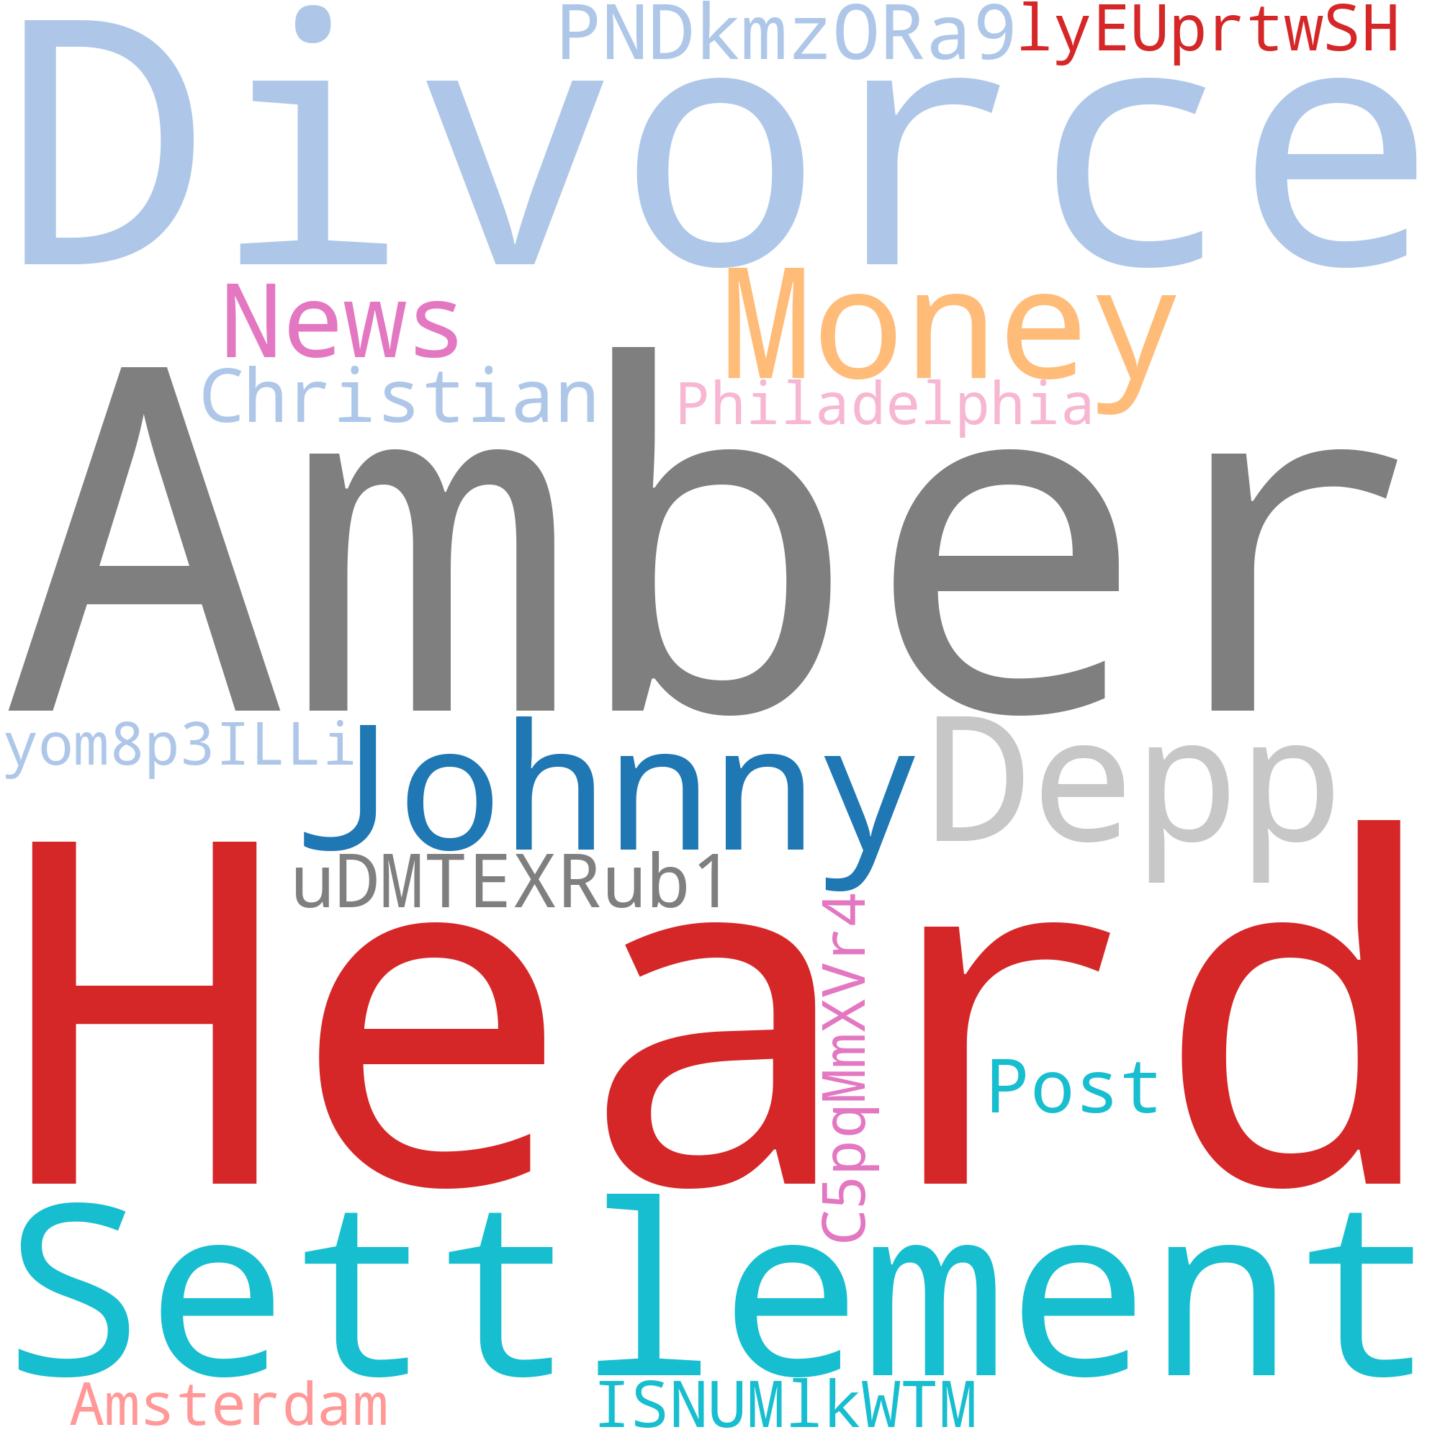 PNDkmzORa9 lyEUprtwSH
Divorce
News Money
Christian Philadelphia
Amber
yom8p3ILLi Johnny Depp
uDMTEXRub1
Heard
C5pqMmXVr4
Post
Settlement
Amsterdam ISNUMlkWTM